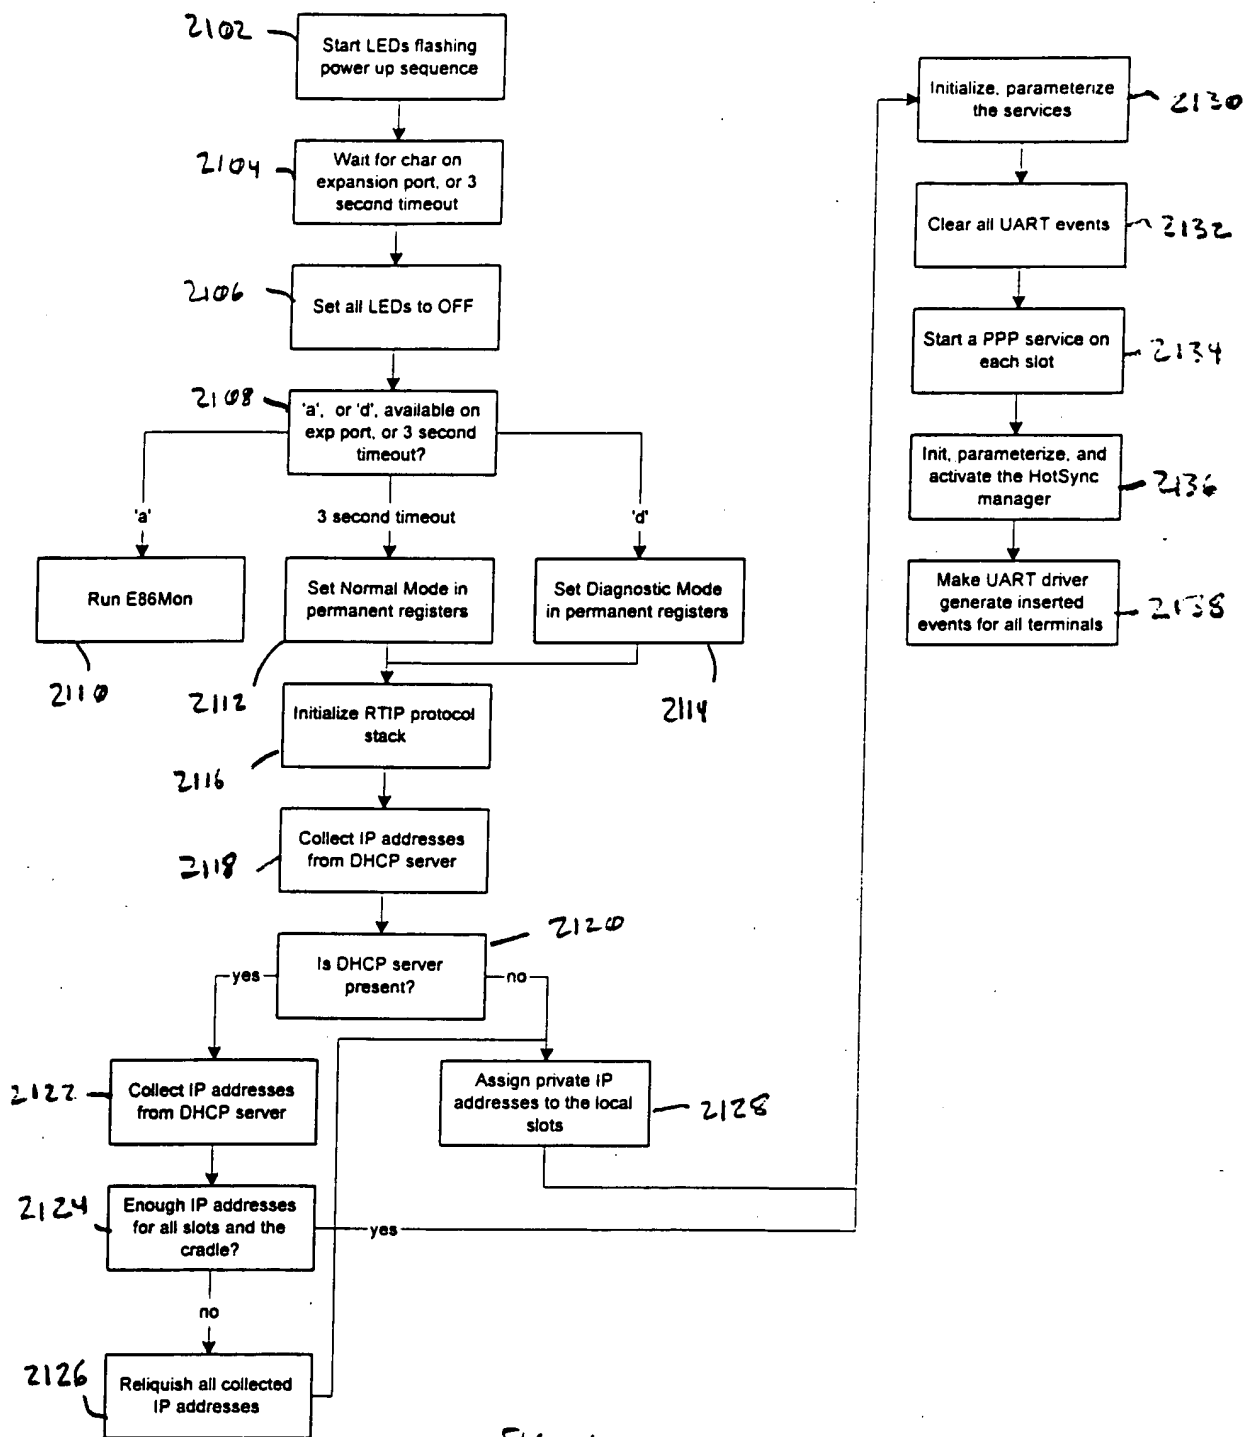 2102
Start LEDs flashing
power up sequence
2104
Wait for char on
expansion port, or 3
second timeout
2106
Set all LEDs to OFF
2108
'a', or 'd', available on
exp port, or 3 second
timeout?
'a'
3 second timeout
'd'
Run E86Mon
2110
Set Normal Mode in
permanent registers
2112
Set Diagnostic Mode
in permanent registers
2114
Initialize RTIP protocol
stack
2116
Collect IP addresses
from DHCP server
2118
Is DHCP server
present?
2120
yes
no
2122
Collect IP addresses
from DHCP server
Assign private IP
addresses to the local
slots
2128
2124
Enough IP addresses
for all slots and the
cradle?
yes
no
2126
Reliquish all collected
IP addresses
Initialize, parameterize
the services
2130
Clear all UART events
2132
Start a PPP service on
each slot
2134
Init, parameterize, and
activate the HotSync
manager
2136
Make UART driver
generate inserted
events for all terminals
2138